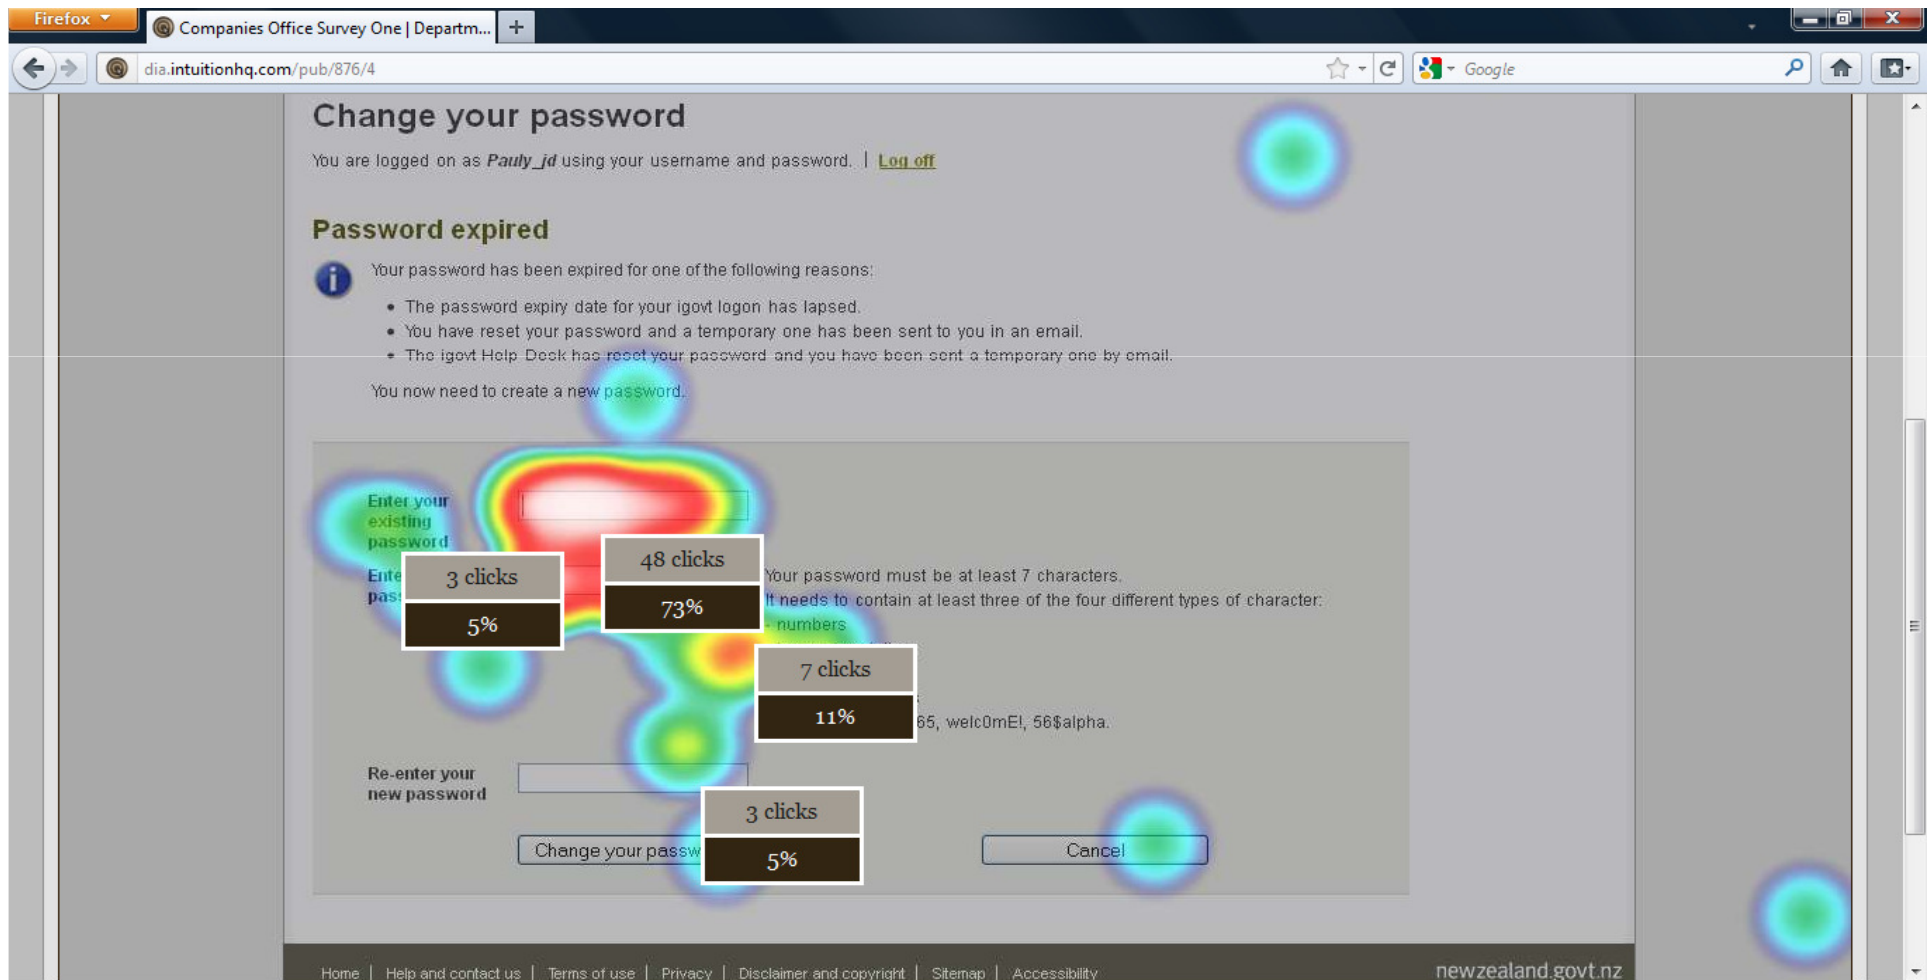 Firefox
Companies Office Survey One | Departm...
dia.intuitionhq.com/pub/876/4
Google
Change your password
You are logged on as Pauly_jd using your username and password. | Log off
Password expired
Your password has been expired for one of the following reasons:
• The password expiry date for your igovt logon has lapsed.
• You have reset your password and a temporary one has been sent to you in an email.
• The igovt Help Desk has reset your password and you have been sent a temporary one by email.
You now need to create a new password.
Enter your
existing
password
3 clicks
5%
48 clicks
73%
Your password must be at least 7 characters.
It needs to contain at least three of the four different types of character:
- numbers
7 clicks
11%
65, welc0mE!, 56$alpha.
Re-enter your
new password
3 clicks
5%
Change your
Cancel
Home | Help and contact us | Terms of use | Privacy | Disclaimer and copyright | Sitemap | Accessibility
newzealand.govt.nz